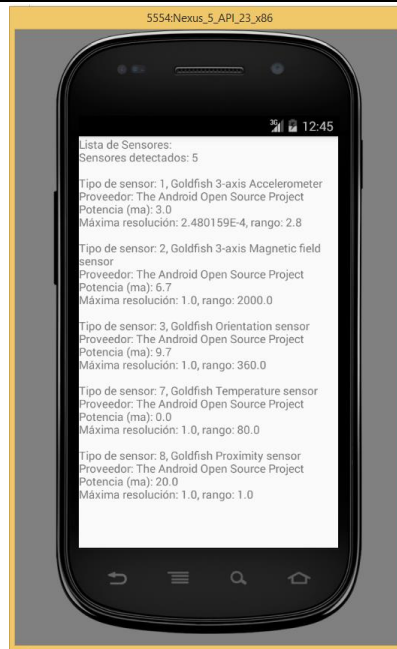 5554:Nexus_5_API_23_x86
3G 12:45
Lista de Sensores:
Sensores detectados: 5
Tipo de sensor: 1, Goldfish 3-axis Accelerometer
Proveedor: The Android Open Source Project
Potencia (ma): 3.0
Máxima resolución: 2.480159E-4, rango: 2.8
Tipo de sensor: 2, Goldfish 3-axis Magnetic field
sensor
Proveedor: The Android Open Source Project
Potencia (ma): 6.7
Máxima resolución: 1.0, rango: 2000.0
Tipo de sensor: 3, Goldfish Orientation sensor
Proveedor: The Android Open Source Project
Potencia (ma): 9.7
Máxima resolución: 1.0, rango: 360.0
Tipo de sensor: 7, Goldfish Temperature sensor
Proveedor: The Android Open Source Project
Potencia (ma): 0.0
Máxima resolución: 1.0, rango: 80.0
Tipo de sensor: 8, Goldfish Proximity sensor
Proveedor: The Android Open Source Project
Potencia (ma): 20.0
Máxima resolución: 1.0, rango: 1.0